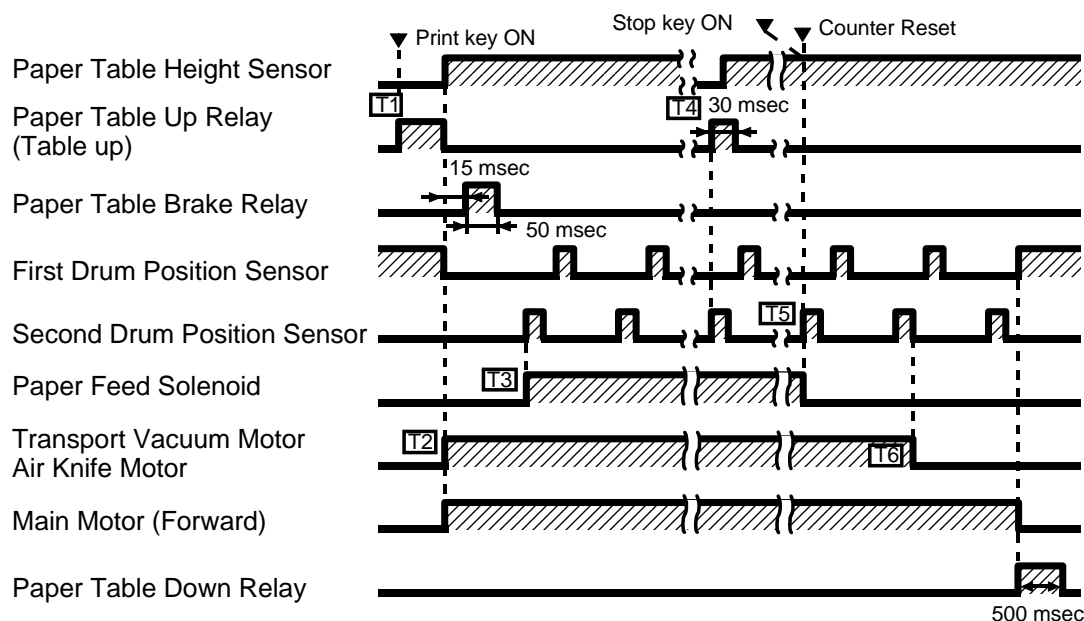 Stop key ON
Print key ON
Counter Reset
Paper Table Height Sensor
T1
T4
30 msec
Paper Table Up Relay
(Table up)
15 msec
Paper Table Brake Relay
50 msec
First Drum Position Sensor
T5
Second Drum Position Sensor
T3
Paper Feed Solenoid
Transport Vacuum Motor
T2
Air Knife Motor
T6
Main Motor (Forward)
Paper Table Down Relay
500 msec